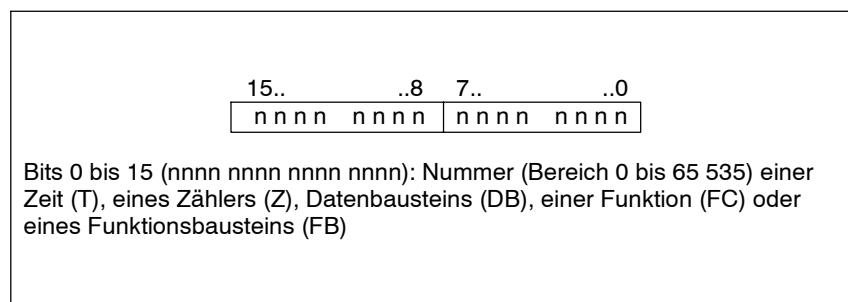 15.. ..8 7.. ..0
n n n n n n n n n n n n n n n n
Bits 0 bis 15 (nnnn nnnn nnnn nnnn): Nummer (Bereich 0 bis 65 535) einer
Zeit (T), eines Zählers (Z), Datenbausteins (DB), einer Funktion (FC) oder
eines Funktionsbausteins (FB)